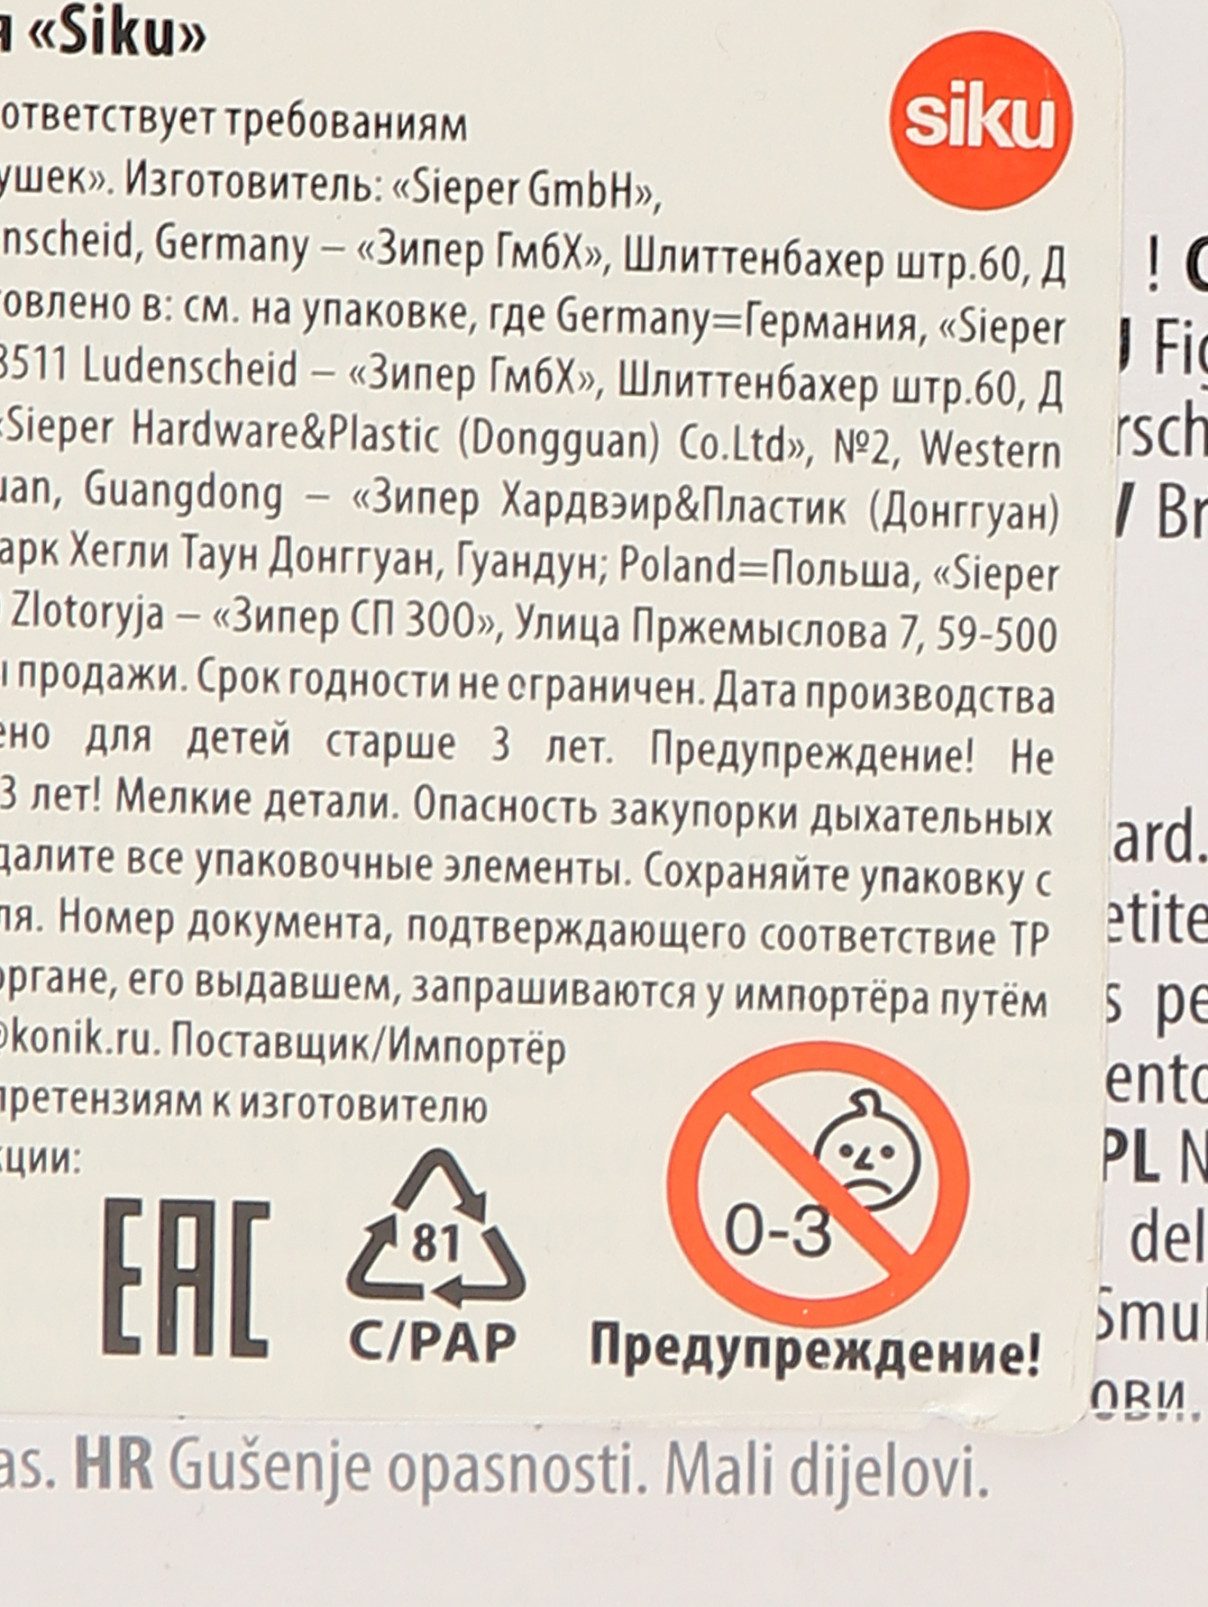 я «Siku»
siku
ответствует требованиям
ушек». Изготовитель: «Sieper GmbH»,
nscheid, Germany – «Зипер ГмбХ», Шлиттенбахер штр.60, Д
овлено в: см. на упаковке, где Germany=Германия, «Sieper
8511 Ludenscheid – «Зипер ГмбХ», Шлиттенбахер штр.60, Д
«Sieper Hardware&Plastic (Dongguan) Co.Ltd», №2, Western
uan, Guangdong – «Зипер Хардвэир&Пластик (Донггуан)
арк Хегли Таун Донггуан, Гуандун; Poland=Польша, «Sieper
Zlotoryja – «Зипер СП ЗОО», Улица Пржемыслова 7, 59-500
ы продажи. Срок годности не ограничен. Дата производства
ено для детей старше 3 лет. Предупреждение! Не
3 лет! Мелкие детали. Опасность закупорки дыхательных
далите все упаковочные элементы. Сохраняйте упаковку с
ля. Номер документа, подтверждающего соответствие ТР
органе, его выдавшем, запрашиваются у импортёра путём
@konik.ru. Поставщик/Импортёр
претензиям к изготовителю
кции:
EAC
81
C/PAP
0-3
Предупреждение!
! 
Fig
rsch
Br
ard.
etite
s pe
ento
PL N
del
Smul
ови.
as. HR Gušenje opasnosti. Mali dijelovi.